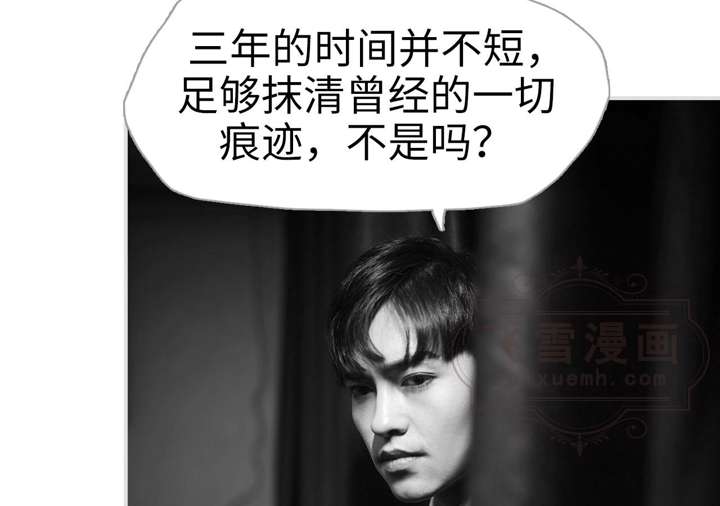 三年的时间并不短，
足够抹清曾经的一切
痕迹，不是吗？
雪漫画
xuemh.com